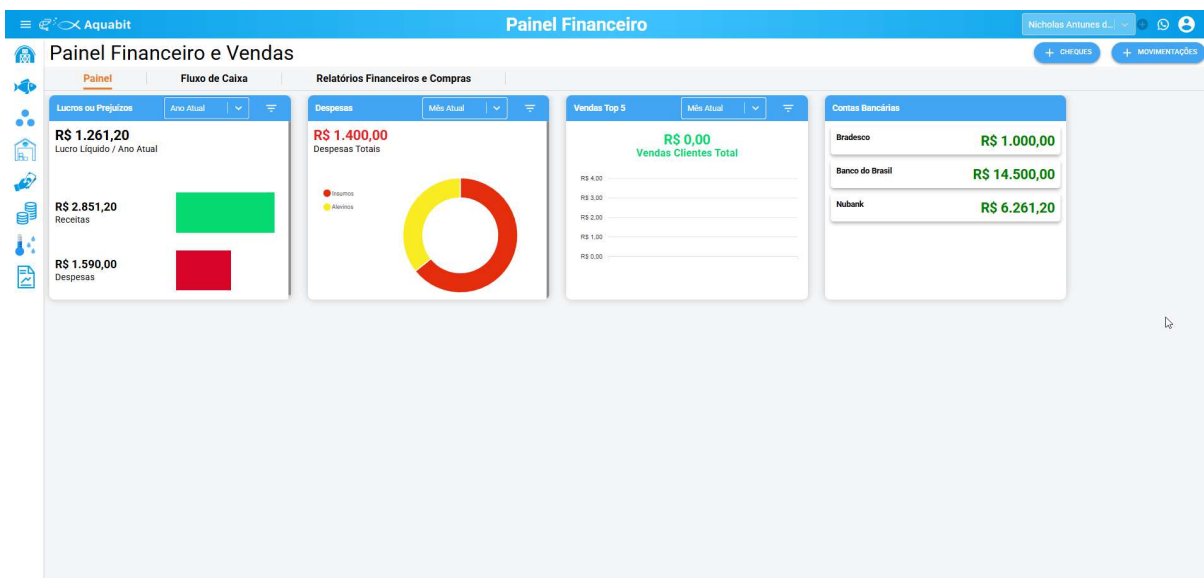 Aquabit
Painel Financeiro
Nicholas Antunes d...
Painel Financeiro e Vendas
+ CHEQUES
+ MOVIMENTAÇÕES
Painel
Fluxo de Caixa
Relatórios Financeiros e Compras
Lucros ou Prejuízos
Ano Atual
R$ 1.261,20
Lucro Líquido / Ano Atual
R$ 2.851,20
Receitas
R$ 1.590,00
Despesas
Despesas
Mês Atual
R$ 1.400,00
Despesas Totais
Insumos
Alevinos
Vendas Top 5
Mês Atual
R$ 0,00
Vendas Clientes Total
R$ 4,00
R$ 3,00
R$ 2,00
R$ 1,00
R$ 0,00
Contas Bancárias
Bradesco
R$ 1.000,00
Banco do Brasil
R$ 14.500,00
Nubank
R$ 6.261,20